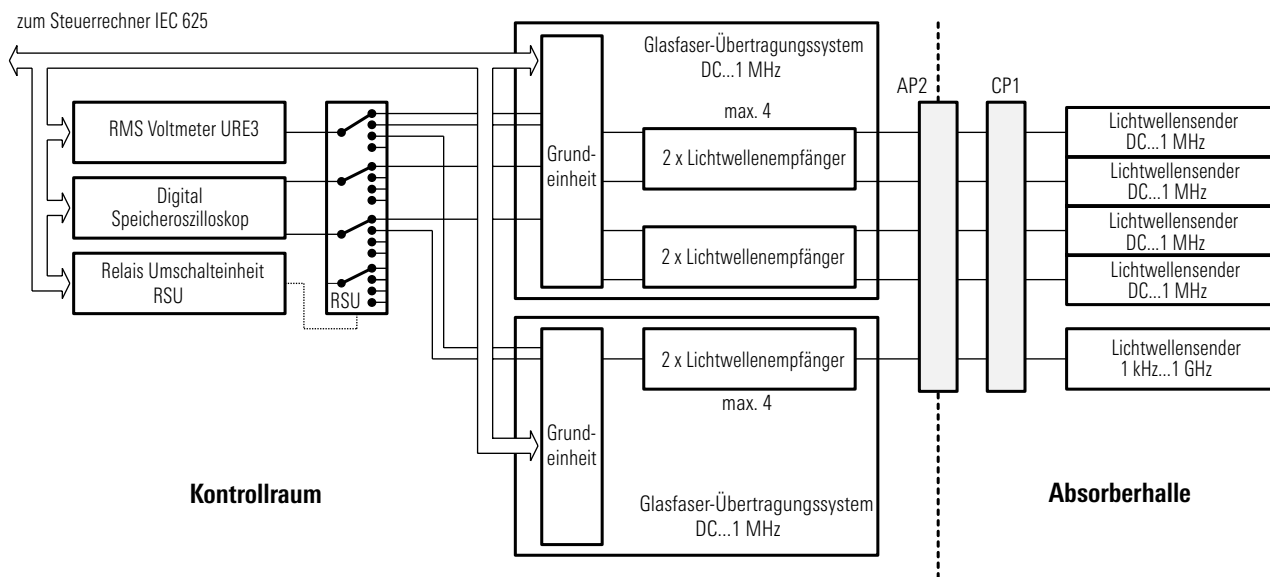 zum Steuerrechner IEC 625
RMS Voltmeter URE3
Digital
Speicheroszilloskop
Relais Umschalteinheit
RSU
RSU
Glasfaser-Übertragungssystem
DC...1 MHz
max. 4
Grund-
einheit
2 x Lichtwellenempfänger
2 x Lichtwellenempfänger
2 x Lichtwellenempfänger
max. 4
Grund-
einheit
Glasfaser-Übertragungssystem
DC...1 MHz
AP2
CP1
Lichtwellensender
DC...1 MHz
Lichtwellensender
DC...1 MHz
Lichtwellensender
DC...1 MHz
Lichtwellensender
DC...1 MHz
Lichtwellensender
1 kHz...1 GHz
Kontrollraum
Absorberhalle